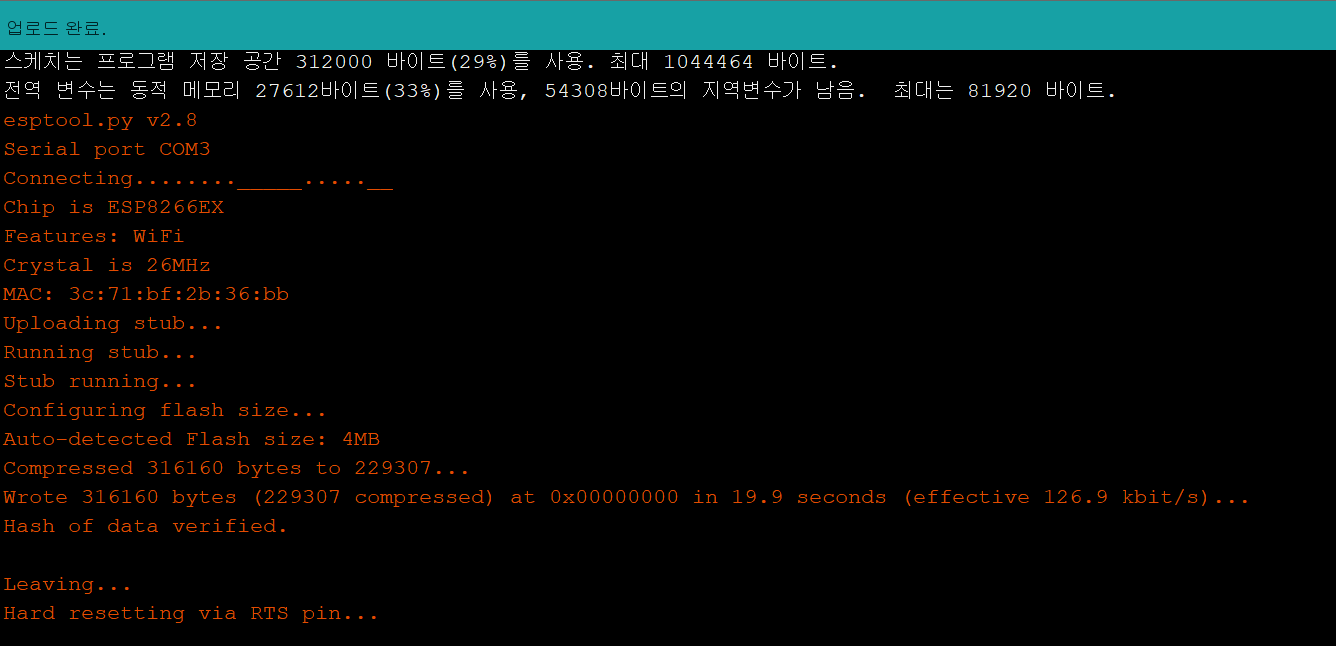 업로드 완료.
스케치는 프로그램 저장 공간 312000 바이트(29%)를 사용. 최대 1044464 바이트.
전역 변수는 동적 메모리 27612바이트(33%)를 사용, 54308바이트의 지역변수가 남음.  최대는 81920 바이트.
esptool.py v2.8
Serial port COM3
Connecting........_____.....__
Chip is ESP8266EX
Features: WiFi
Crystal is 26MHz
MAC: 3c:71:bf:2b:36:bb
Uploading stub...
Running stub...
Stub running...
Configuring flash size...
Auto-detected Flash size: 4MB
Compressed 316160 bytes to 229307...
Wrote 316160 bytes (229307 compressed) at 0x00000000 in 19.9 seconds (effective 126.9 kbit/s)...
Hash of data verified.

Leaving...
Hard resetting via RTS pin...